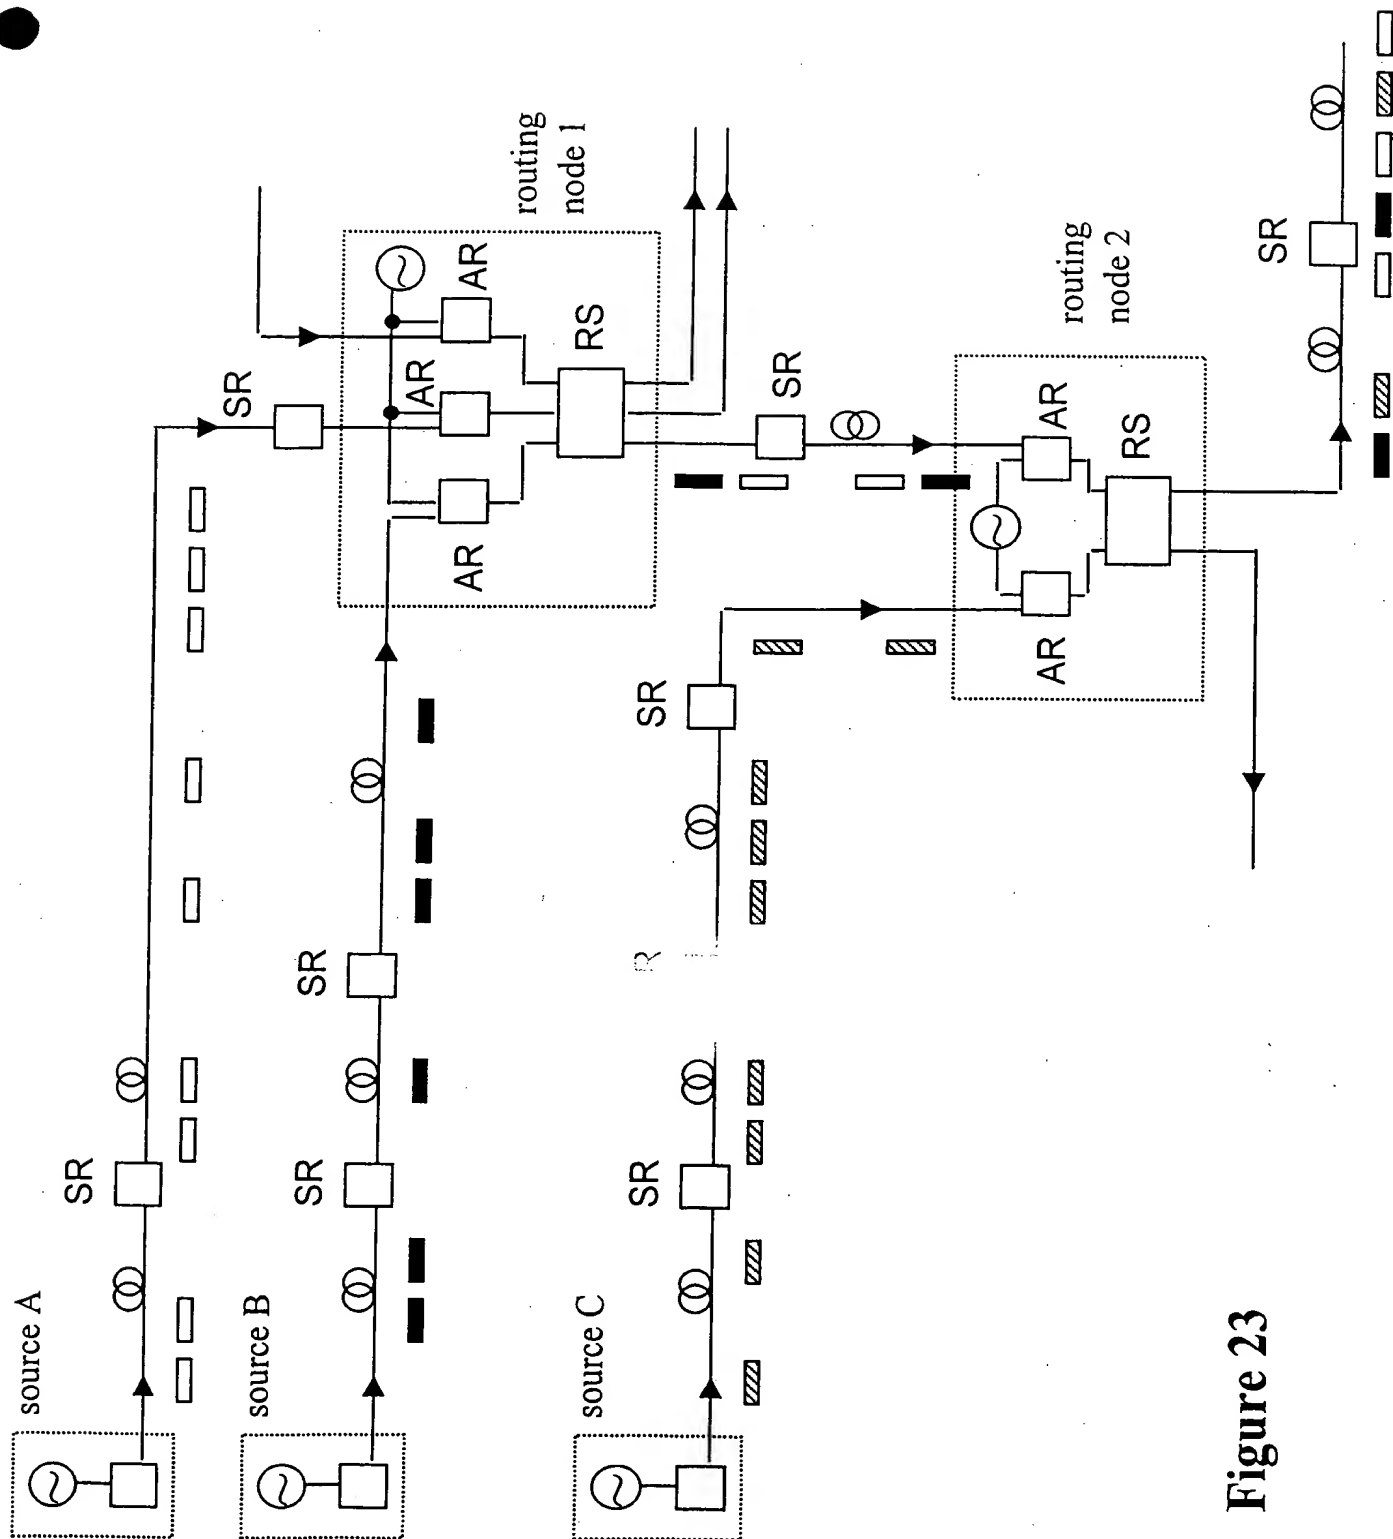 source A
SR
SR
source B
SR
SR
source C
SR
R
SR
routing
node 1
AR
AR
AR
RS
SR
routing
node 2
AR
AR
RS
SR
Figure 23